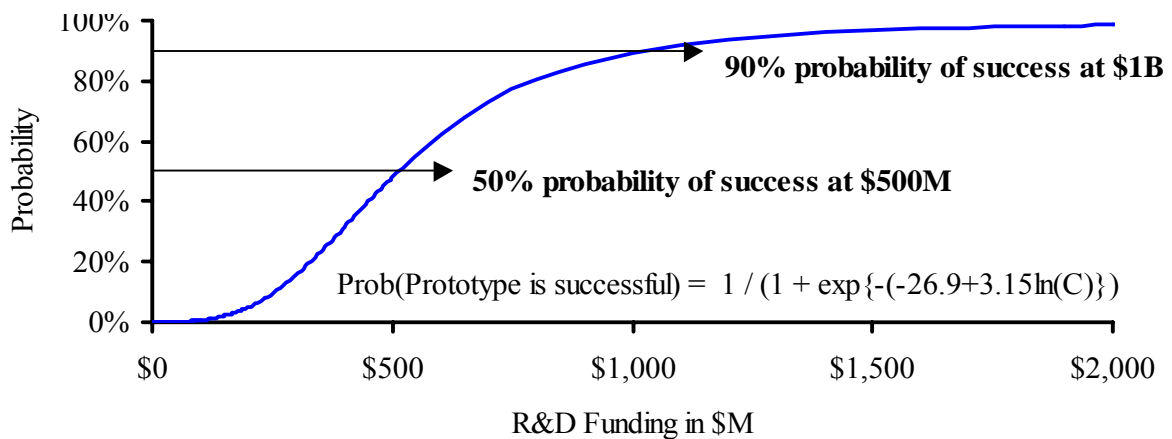 100%
90% probability of success at $1B
80%
60%
50% probability of success at $500M
40%
20%
Prob(Prototype is successful) = 1 / (1 + exp{-(-26.9+3.15ln(C)})
0%
Probability
$0 $500 $1,000 $1,500 $2,000
R&D Funding in $M